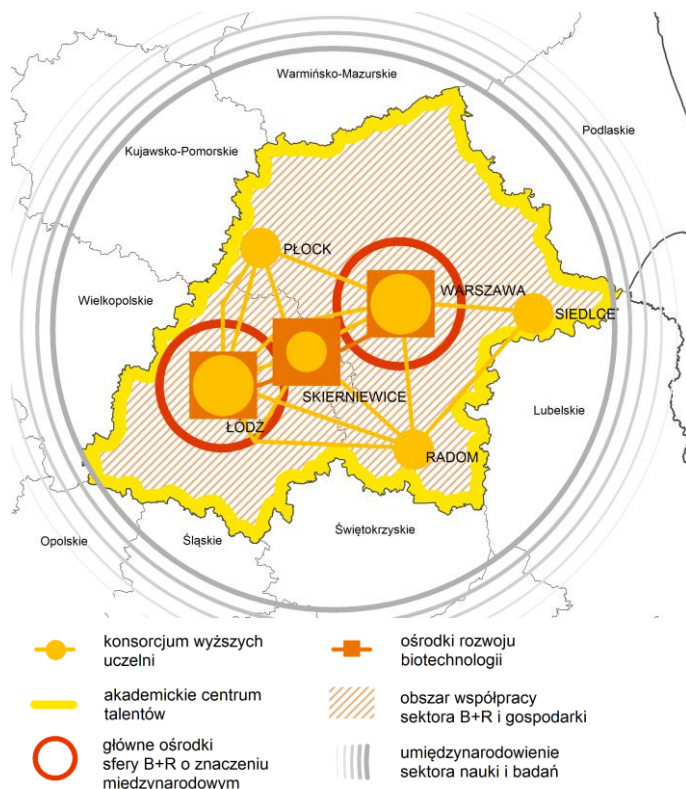 Warmińsko-Mazurskie
Podlaskie
Kujawsko-Pomorskie
PŁOCK
WARSZAWA
Wielkopolskie
SIEDLCE
SKIERNIEWICE
Lubelskie
ŁÓDŹ
RADOM
Świętokrzyskie
Opolskie
Śląskie
konsorcjum wyższych
uczelni
akademickie centrum
talentów
główne ośrodki
sfery B+R o znaczeniu
międzynarodowym
ośrodki rozwoju
biotechnologii
obszar współpracy
sektora B+R i gospodarki
umiędzynarodowienie
sektora nauki i badań